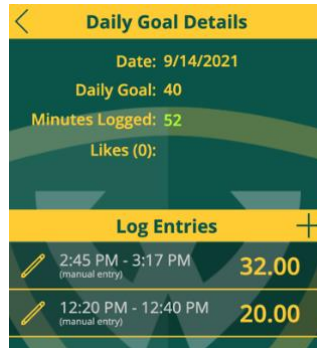 Daily Goal Details
Date: 9/14/2021
Daily Goal: 40
Minutes Logged: 52
Likes (0):
Log Entries
2:45 PM - 3:17 PM 32.00
(manual entry)
12:20 PM - 12:40 PM 20.00
(manual entry)